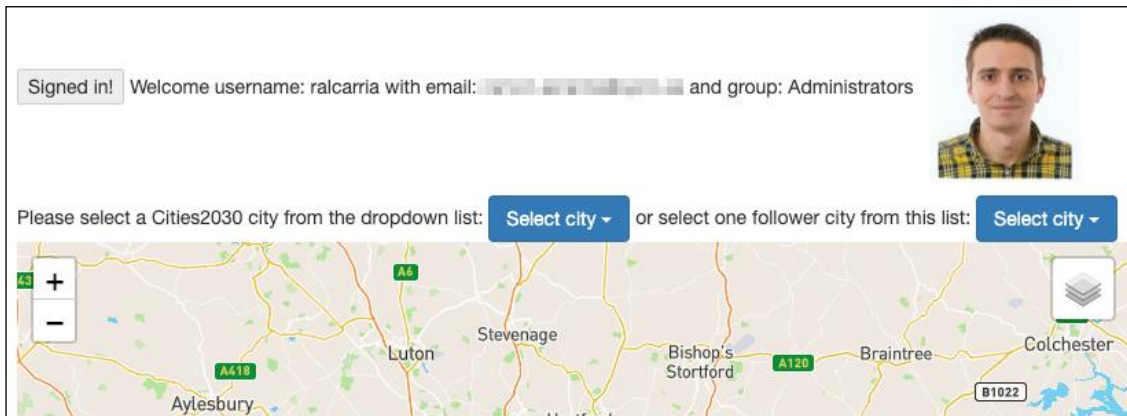 Signed in! Welcome username: ralcarria with email: and group: Administrators
Please select a Cities2030 city from the dropdown list: Select city or select one follower city from this list: Select city
43
+
A6
−
Stevenage
Luton
Bishop's
Stortford
A120
Braintree
Colchester
A418
Aylesbury
B1022